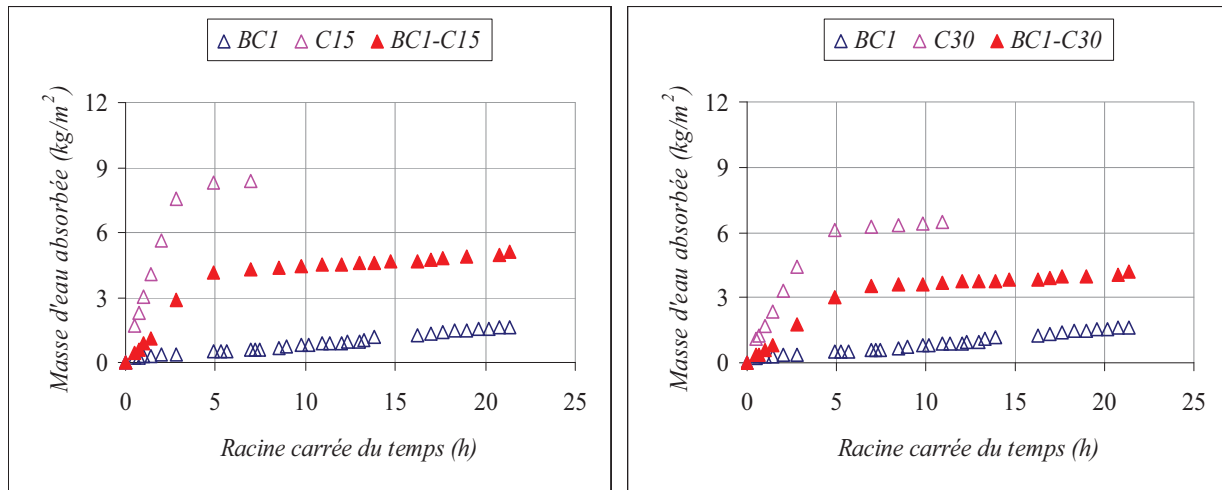 BC1 C15 BC1-C15
Masse d'eau absorbée (kg/m²)
12
9
6
3
0
0 5 10 15 20 25
Racine carrée du temps (h)
BC1 C30 BC1-C30
Masse d'eau absorbée (kg/m²)
12
9
6
3
0
0 5 10 15 20 25
Racine carrée du temps (h)